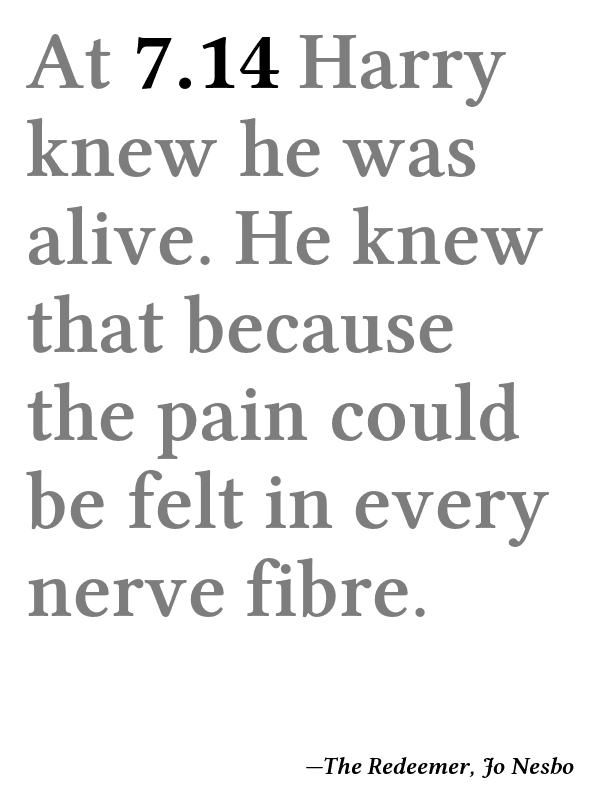 At 7.14 Harry
knew he was
alive. He knew
that because
the pain could
be felt in every
nerve fibre.
—The Redeemer, Jo Nesbo